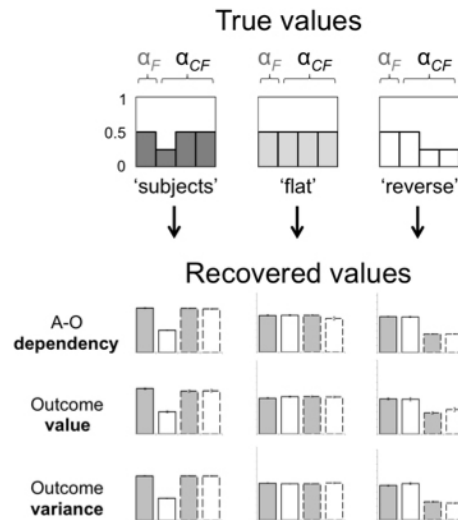 True values
αF αCF αF αCF αF αCF
1
0.5
0
'subjects' 'flat' 'reverse'
Recovered values
A-O
dependency
Outcome
value
Outcome
variance